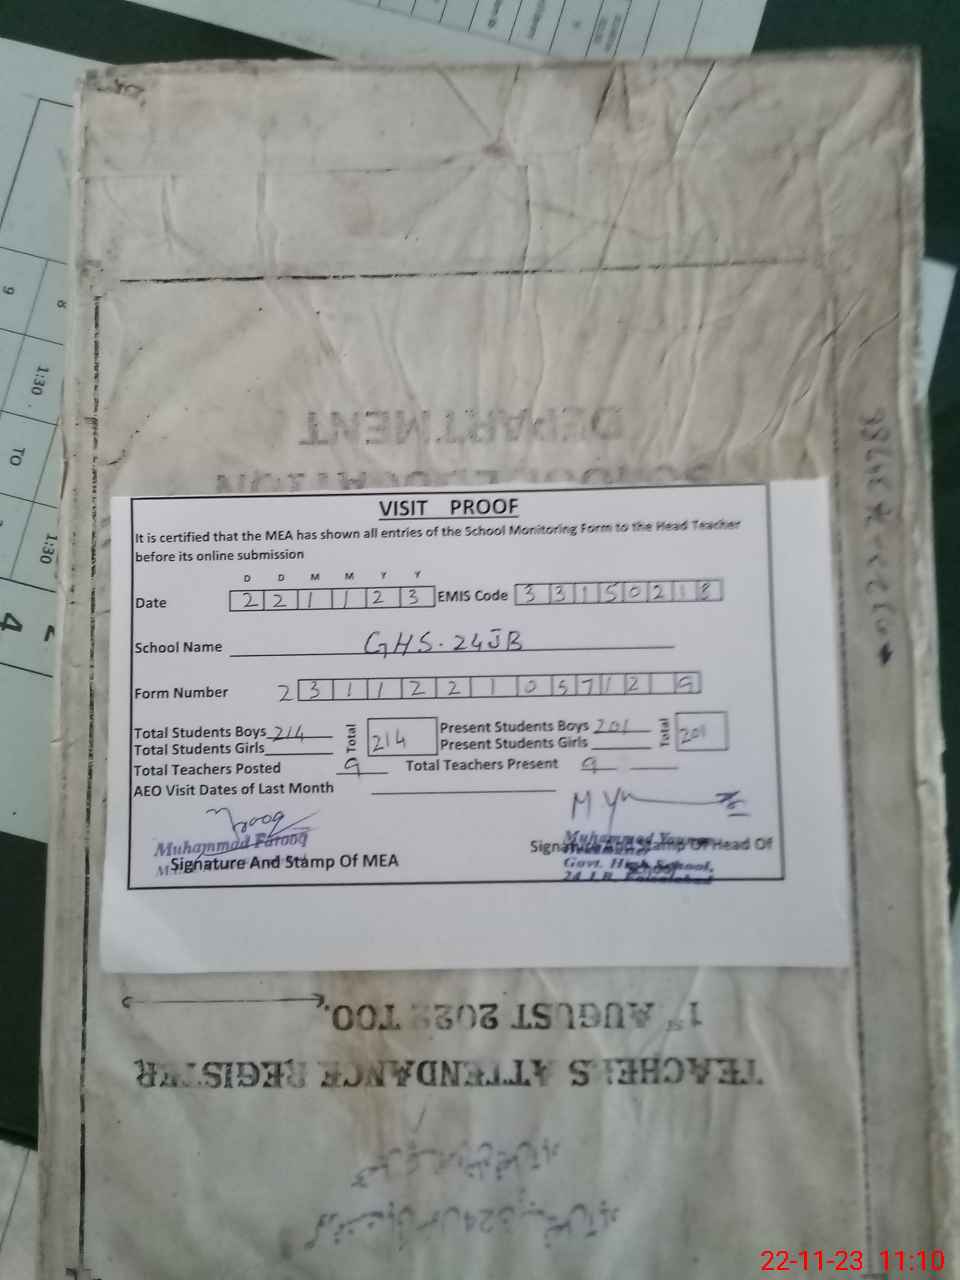 DEPARTMENT
VISIT PROOF
It is certified that the MEA has shown all entries of the School Monitoring Form to the Head Teacher
before its online submission
D D M M Y Y
Date 2 2 1 1 2 3 EMIS Code 3 3 1 5 0 2 1 8
School Name GHS. 24JB
Form Number 2 3 1 1 2 2 1 0 5 7 1 2 9
Total Students Boys 214 Total 214 Present Students Boys 201 Total 201
Total Students Girls Present Students Girls
Total Teachers Posted 9 Total Teachers Present 9
AEO Visit Dates of Last Month
Muhammad Farooq
Signature And Stamp Of MEA
Muhammad
Signature And Stamp Of Head Of
School
Govt. High School,
24 J.B. Faisalabad
1st AUGUST TOO.
TEACHER'S ATTENDANCE REGISTER
9 8
1:30
TO
1:30
4
22-11-23 11:10